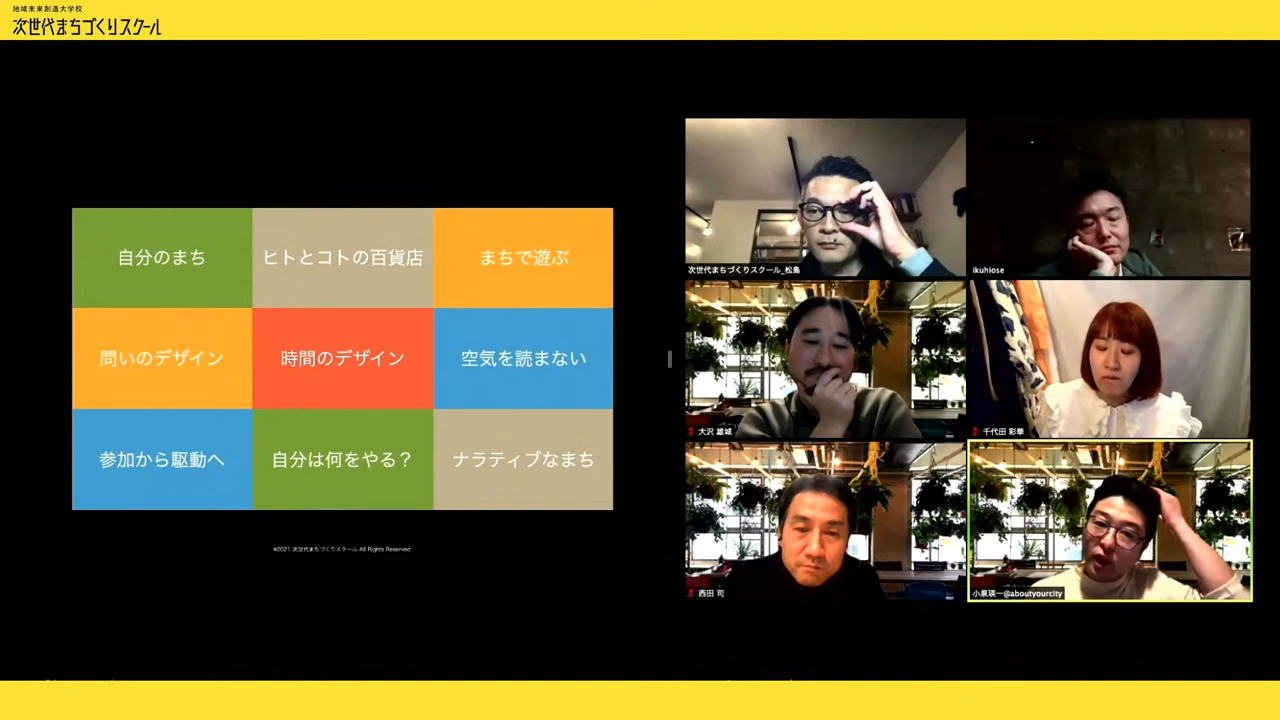 地域未来創造大学校
次世代まちづくりスクール
自分のまち
ヒトとコトの百貨店
まちで遊ぶ
問いのデザイン
時間のデザイン
空気を読まない
参加から駆動へ
自分は何をやる？
ナラティブなまち
©2021 次世代まちづくりスクール All Rights Reserved
次世代まちづくりスクール_松島
ikuhiose
大沢 雄城
千代田 彩華
西田 司
小泉瑛一@aboutyourcity